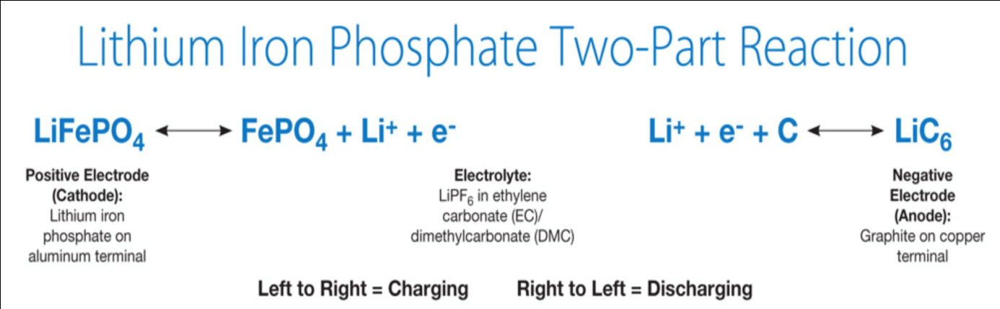 Lithium Iron Phosphate Two-Part Reaction
LiFePO₄ ⟷ FePO₄ + Li⁺ + e⁻
Li⁺ + e⁻ + C ⟷ LiC₆
Positive Electrode
(Cathode):
Lithium iron
phosphate on
aluminum terminal
Electrolyte:
LiPF₆ in ethylene
carbonate (EC)/
dimethylcarbonate (DMC)
Negative
Electrode
(Anode):
Graphite on copper
terminal
Left to Right = Charging
Right to Left = Discharging